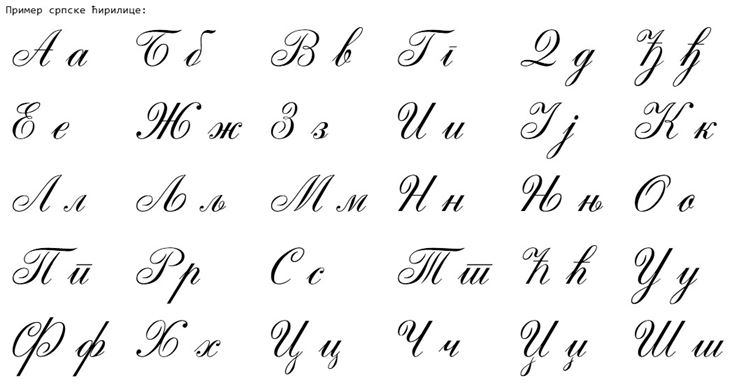 Пример српске ћирилице:
А а Б б В в Г г Д д Ђ ђ
Е е Ж ж З з И и Ј ј К к
Л л Љ љ М м Н н Њ њ О о
П п Р р С с Т т Ћ ћ У у
Ф ф Х х Ц ц Ч ч Џ џ Ш ш